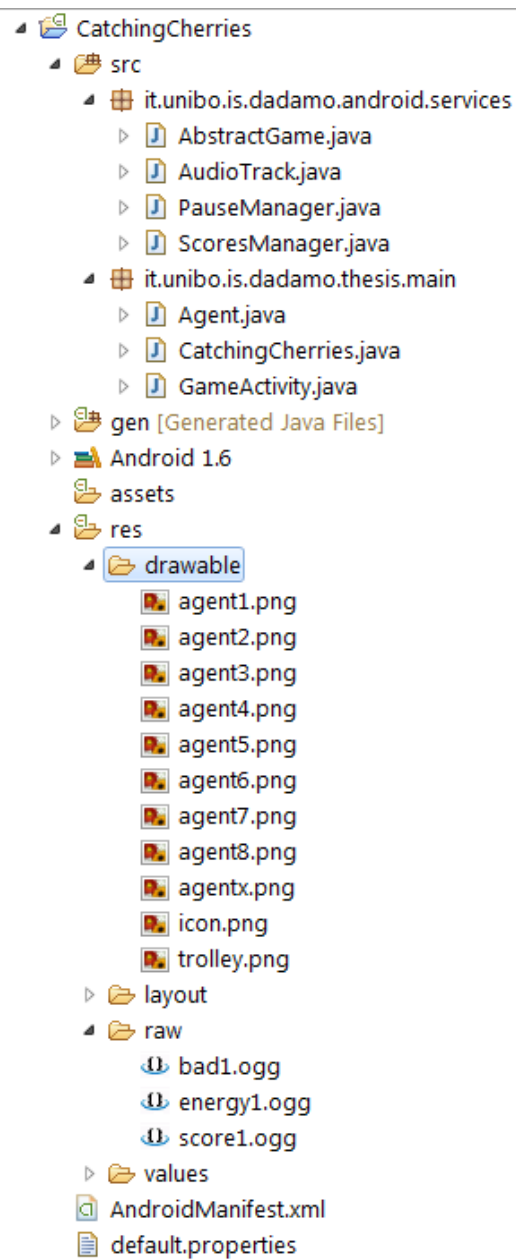 CatchingCherries
src
it.unibo.is.dadamo.android.services
AbstractGame.java
AudioTrack.java
PauseManager.java
ScoresManager.java
it.unibo.is.dadamo.thesis.main
Agent.java
CatchingCherries.java
GameActivity.java
gen [Generated Java Files]
Android 1.6
assets
res
drawable
agent1.png
agent2.png
agent3.png
agent4.png
agent5.png
agent6.png
agent7.png
agent8.png
agentx.png
icon.png
trolley.png
layout
raw
bad1.ogg
energy1.ogg
score1.ogg
values
AndroidManifest.xml
default.properties